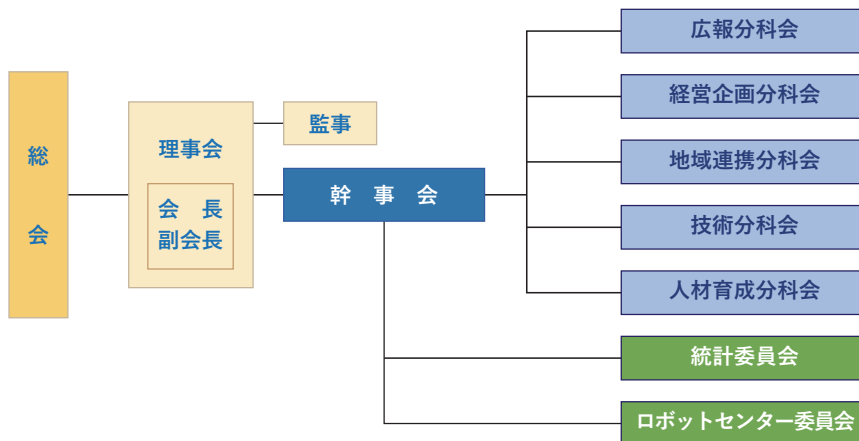 総会
理事会
会　長
副会長
監事
幹　事　会
広報分科会
経営企画分科会
地域連携分科会
技術分科会
人材育成分科会
統計委員会
ロボットセンター委員会